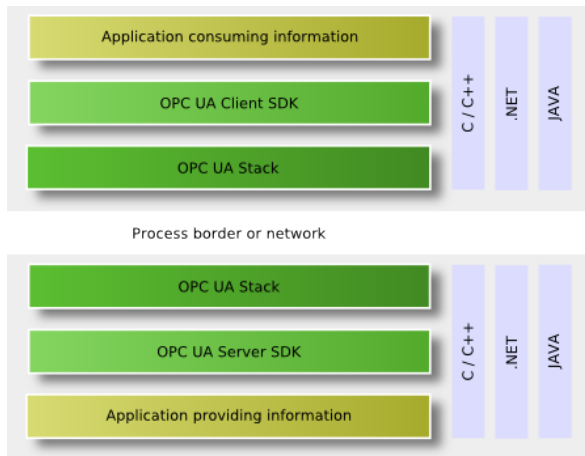 Application consuming information
OPC UA Client SDK
OPC UA Stack
C / C++
.NET
JAVA
Process border or network
OPC UA Stack
OPC UA Server SDK
Application providing information
C / C++
.NET
JAVA